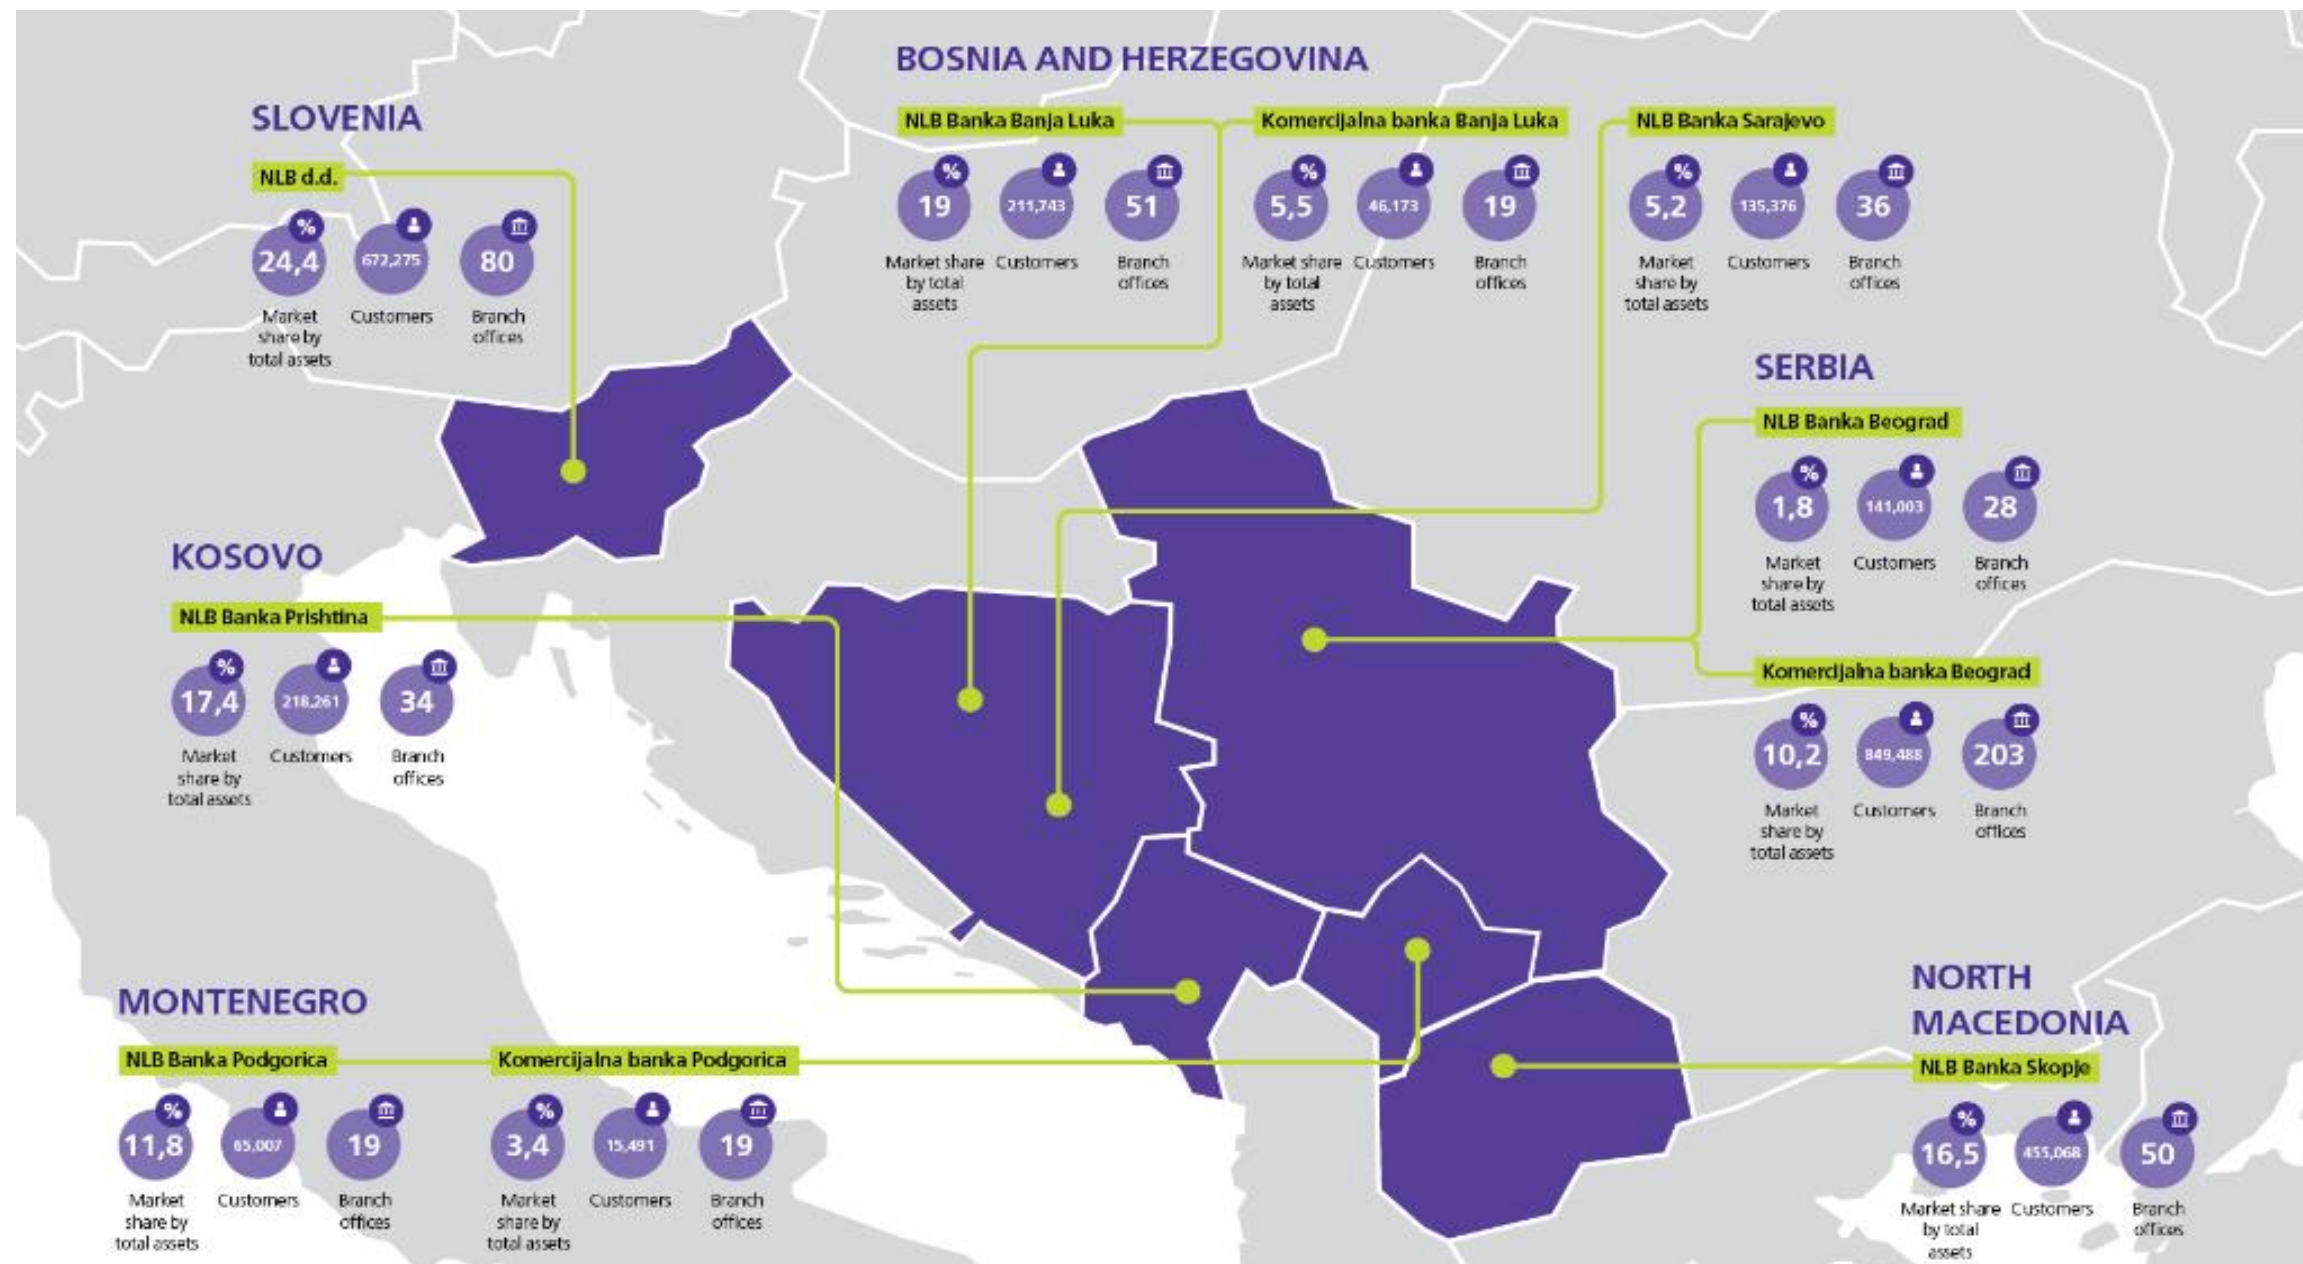 BOSNIA AND HERZEGOVINA
NLB Banka Banja Luka
%
19
211,743
51
Market share
by total
assets
Customers
Branch
offices
Komercijalna banka Banja Luka
%
5,5
46,173
19
Market share
by total
assets
Customers
Branch
offices
NLB Banka Sarajevo
%
5,2
135,376
36
Market
share by
total assets
Customers
Branch
offices
SLOVENIA
NLB d.d.
%
24,4
672,275
80
Market
share by
total assets
Customers
Branch
offices
SERBIA
NLB Banka Beograd
%
1,8
141,003
28
Market
share by
total assets
Customers
Branch
offices
Komercijalna banka Beograd
%
10,2
849,488
203
Market
share by
total assets
Customers
Branch
offices
KOSOVO
NLB Banka Prishtina
%
17,4
218,261
34
Market
share by
total assets
Customers
Branch
offices
MONTENEGRO
NLB Banka Podgorica
%
11,8
65,007
19
Market
share by
total assets
Customers
Branch
offices
Komercijalna banka Podgorica
%
3,4
15,491
19
Market
share by
total assets
Customers
Branch
offices
NORTH
MACEDONIA
NLB Banka Skopje
%
16,5
455,068
50
Market share
by total
assets
Customers
Branch
offices